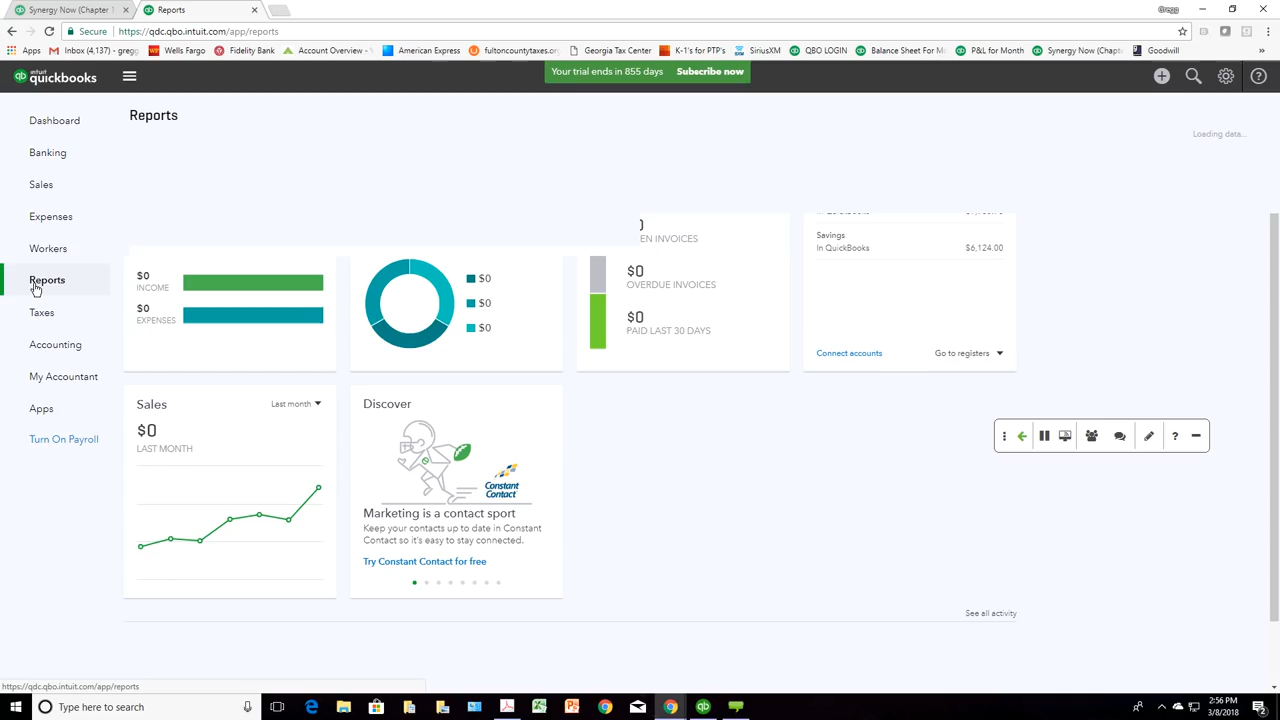 Synergy Now (Chapter 1
Reports
Gregg
Secure
https://qdc.qbo.intuit.com/app/reports
Apps
Inbox (4,137) - gregg
Wells Fargo
Fidelity Bank
Account Overview - V
American Express
fultoncountytaxes.org
Georgia Tax Center
K-1's for PTP's
SiriusXM
QBO LOGIN
Balance Sheet For Mo
P&L for Month
Synergy Now (Chapte
Goodwill
intuit
quickbooks
Your trial ends in 855 days
Subscribe now
Dashboard
Banking
Sales
Expenses
Workers
Reports
Taxes
Accounting
My Accountant
Apps
Turn On Payroll
Reports
Loading data...
$0
INCOME
$0
EXPENSES
$0
$0
$0
EN INVOICES
$0
OVERDUE INVOICES
$0
PAID LAST 30 DAYS
Savings
In QuickBooks
$6,124.00
Connect accounts
Go to registers
Sales
Last month
$0
LAST MONTH
Discover
Constant
Contact
Marketing is a contact sport
Keep your contacts up to date in Constant
Contact so it's easy to stay connected.
Try Constant Contact for free
See all activity
https://qdc.qbo.intuit.com/app/reports
Type here to search
2:56 PM
3/8/2018